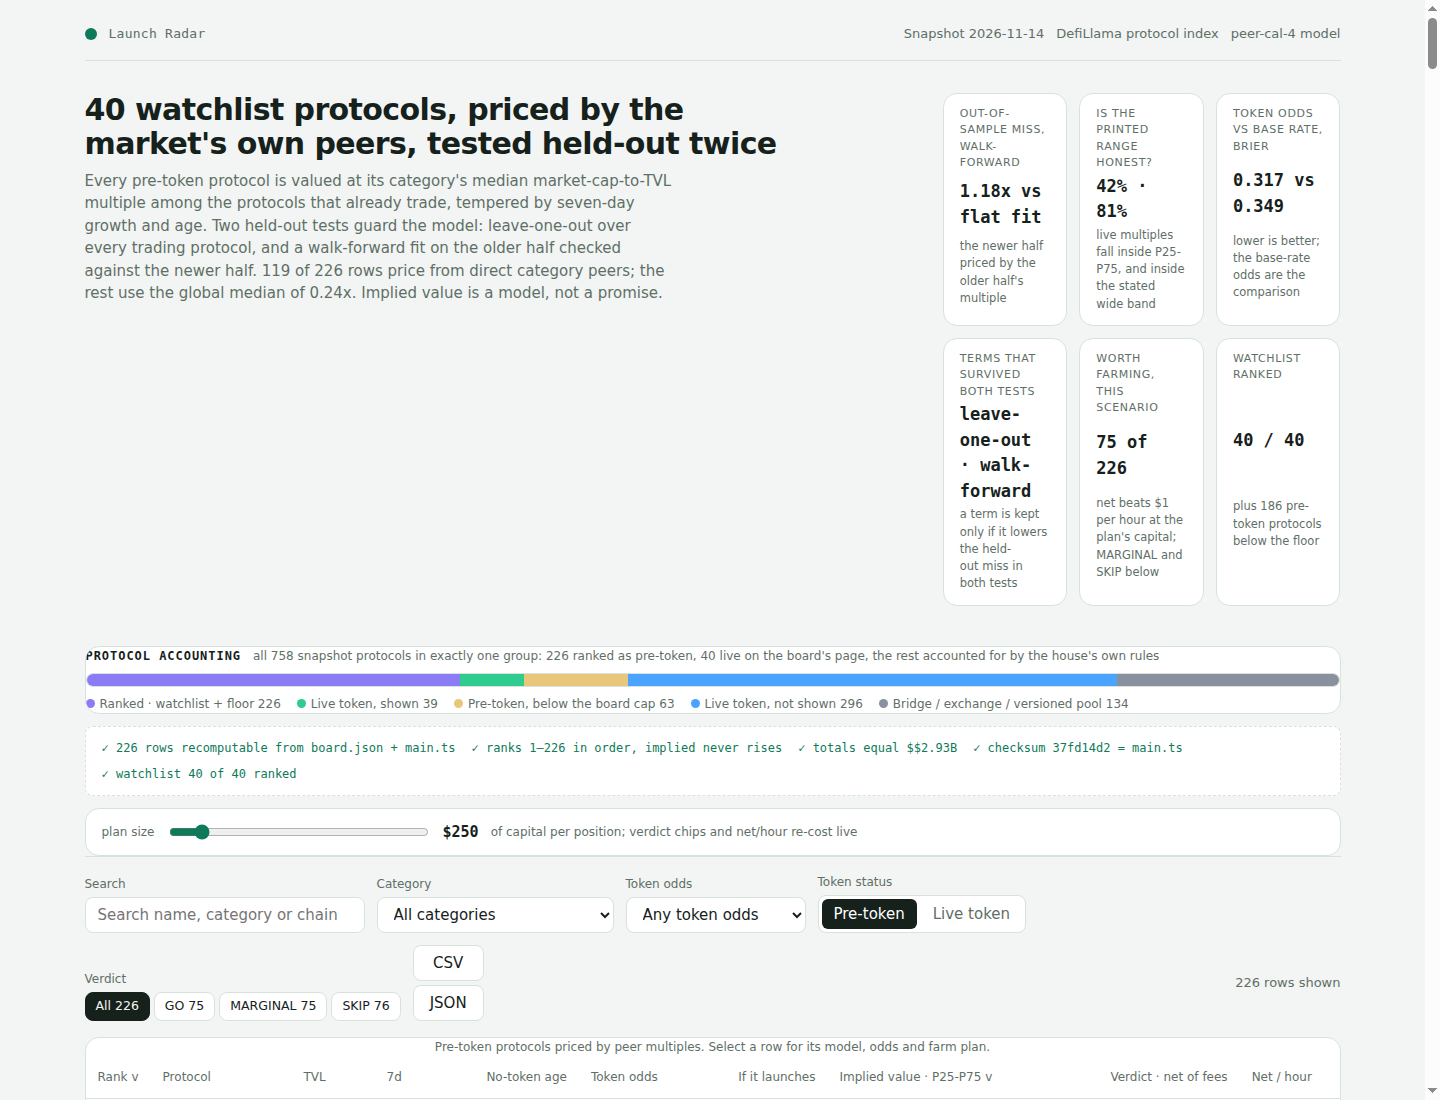 Launch Radar
Snapshot 2026-11-14 DefiLlama protocol index peer-cal-4 model
40 watchlist protocols, priced by the
market's own peers, tested held-out twice
Every pre-token protocol is valued at its category's median market-cap-to-TVL
multiple among the protocols that already trade, tempered by seven-day
growth and age. Two held-out tests guard the model: leave-one-out over
every trading protocol, and a walk-forward fit on the older half checked
against the newer half. 119 of 226 rows price from direct category peers; the
rest use the global median of 0.24x. Implied value is a model, not a promise.
OUT-OF-
SAMPLE MISS,
WALK-
FORWARD
1.18x vs
flat fit
the newer half
priced by the
older half's
multiple
IS THE
PRINTED
RANGE
HONEST?
42% ·
81%
live multiples
fall inside P25-
P75, and inside
the stated
wide band
TOKEN ODDS
VS BASE RATE,
BRIER
0.317 vs
0.349
lower is better;
the base-rate
odds are the
comparison
TERMS THAT
SURVIVED
BOTH TESTS
leave-
one-out
· walk-
forward
a term is kept
only if it lowers
the held-
out miss in
both tests
WORTH
FARMING,
THIS
SCENARIO
75 of
226
net beats $1
per hour at the
plan's capital;
MARGINAL and
SKIP below
WATCHLIST
RANKED
40 / 40
plus 186 pre-
token protocols
below the floor
PROTOCOL ACCOUNTING all 758 snapshot protocols in exactly one group: 226 ranked as pre-token, 40 live on the board's page, the rest accounted for by the house's own rules
Ranked · watchlist + floor 226 Live token, shown 39 Pre-token, below the board cap 63 Live token, not shown 296 Bridge / exchange / versioned pool 134
✓ 226 rows recomputable from board.json + main.ts ✓ ranks 1–226 in order, implied never rises ✓ totals equal $$2.93B ✓ checksum 37fd14d2 = main.ts
✓ watchlist 40 of 40 ranked
plan size $250 of capital per position; verdict chips and net/hour re-cost live
Search Category Token odds Token status
Search name, category or chain All categories Any token odds Pre-token Live token
Verdict
All 226 GO 75 MARGINAL 75 SKIP 76
CSV
JSON
226 rows shown
Pre-token protocols priced by peer multiples. Select a row for its model, odds and farm plan.
Rank v Protocol TVL 7d No-token age Token odds If it launches Implied value · P25-P75 v Verdict · net of fees Net / hour